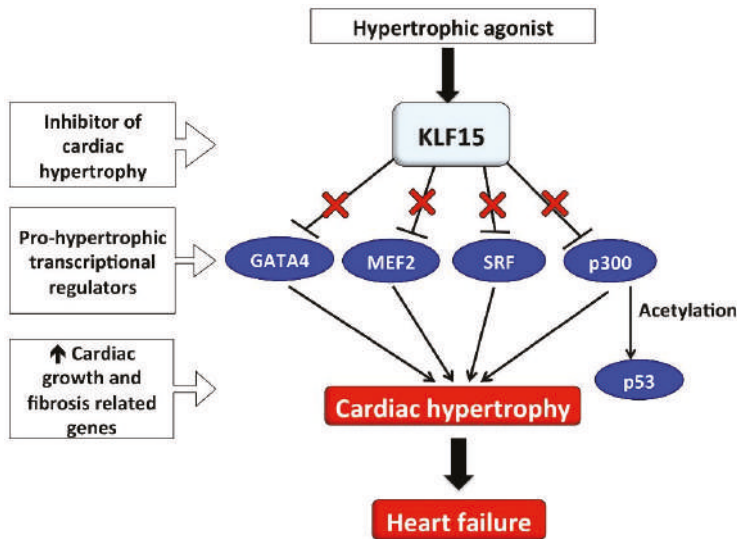 Hypertrophic agonist
Inhibitor of
cardiac
hypertrophy
KLF15
Pro-hypertrophic
transcriptional
regulators
GATA4
MEF2
SRF
p300
Acetylation
p53
↑ Cardiac
growth and
fibrosis related
genes
Cardiac hypertrophy
Heart failure